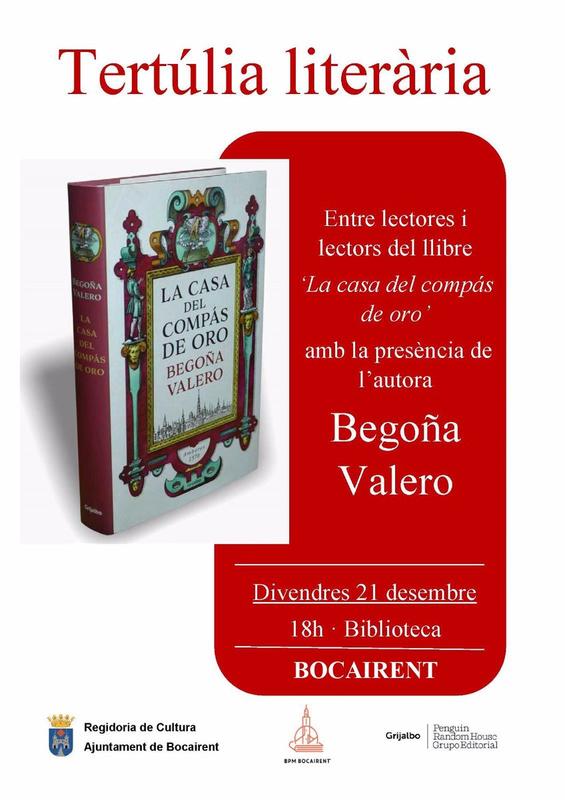 Tertúlia literària
Entre lectores i
lectors del llibre
‘La casa del compás
de oro’
amb la presència de
l’autora
Begoña
Valero
Divendres 21 desembre
18h · Biblioteca
BOCAIRENT
BEGOÑA
VALERO
LA
CASA
DEL
COMPÁS
DE ORO
Grijalbo
LA CASA
DEL
COMPÁS
DE ORO
BEGOÑA
VALERO
Amberes
1570
Regidoria de Cultura
Ajuntament de Bocairent
BPM BOCAIRENT
Grijalbo
Penguin
Random House
Grupo Editorial